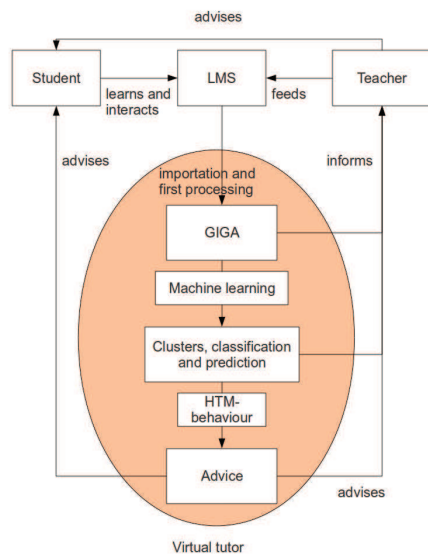 advises
Student
LMS
Teacher
learns and
interacts
feeds
advises
informs
importation and
first processing
GIGA
Machine learning
Clusters, classification
and prediction
HTM-
behaviour
Advice
advises
Virtual tutor